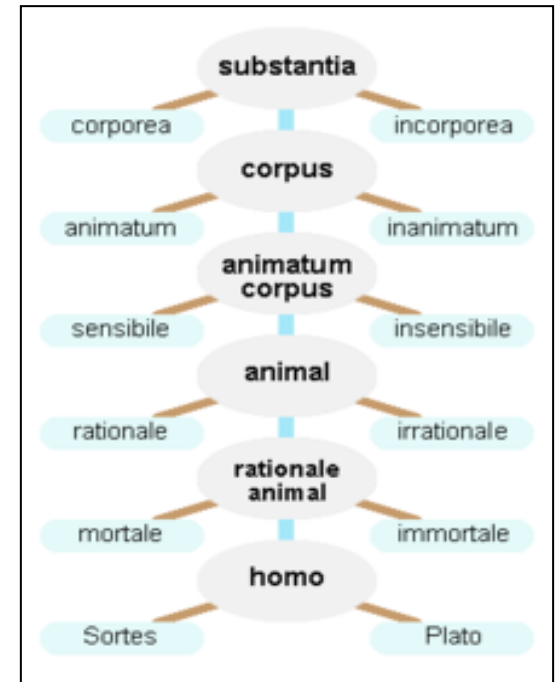 substantia
corporea
incorporea
corpus
animatum
inanimatum
animatum
corpus
sensibile
insensibile
animal
rationale
irrationale
rationale
animal
mortale
immortale
homo
Sortes
Plato